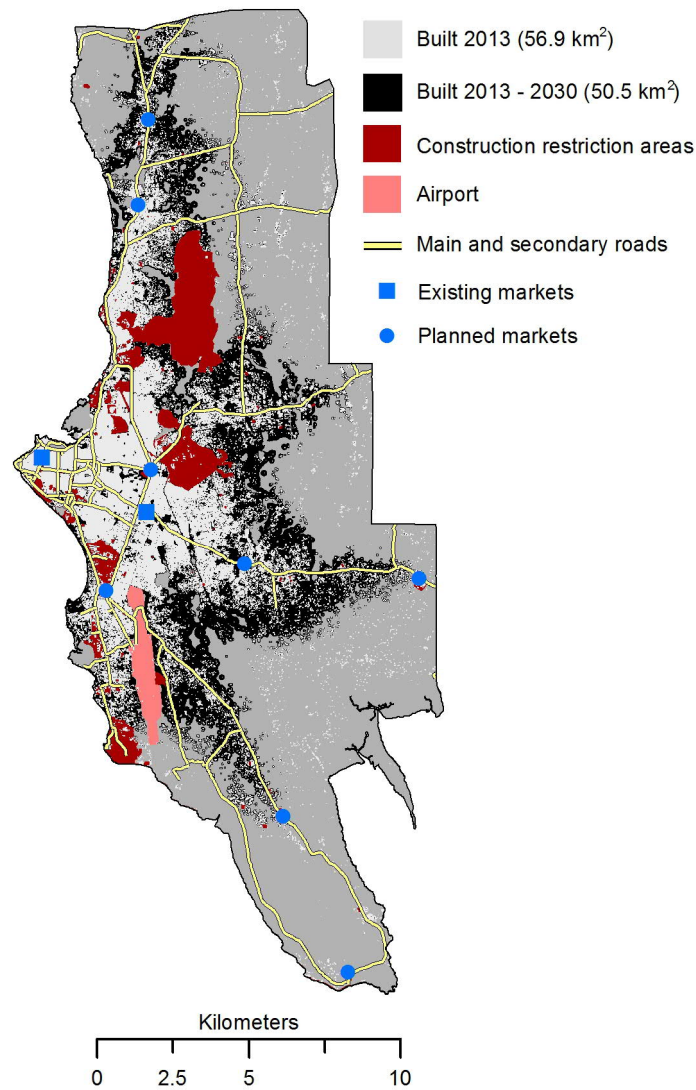 Built 2013 (56.9 km²)
Built 2013 - 2030 (50.5 km²)
Construction restriction areas
Airport
Main and secondary roads
Existing markets
Planned markets
Kilometers
0 2.5 5 10